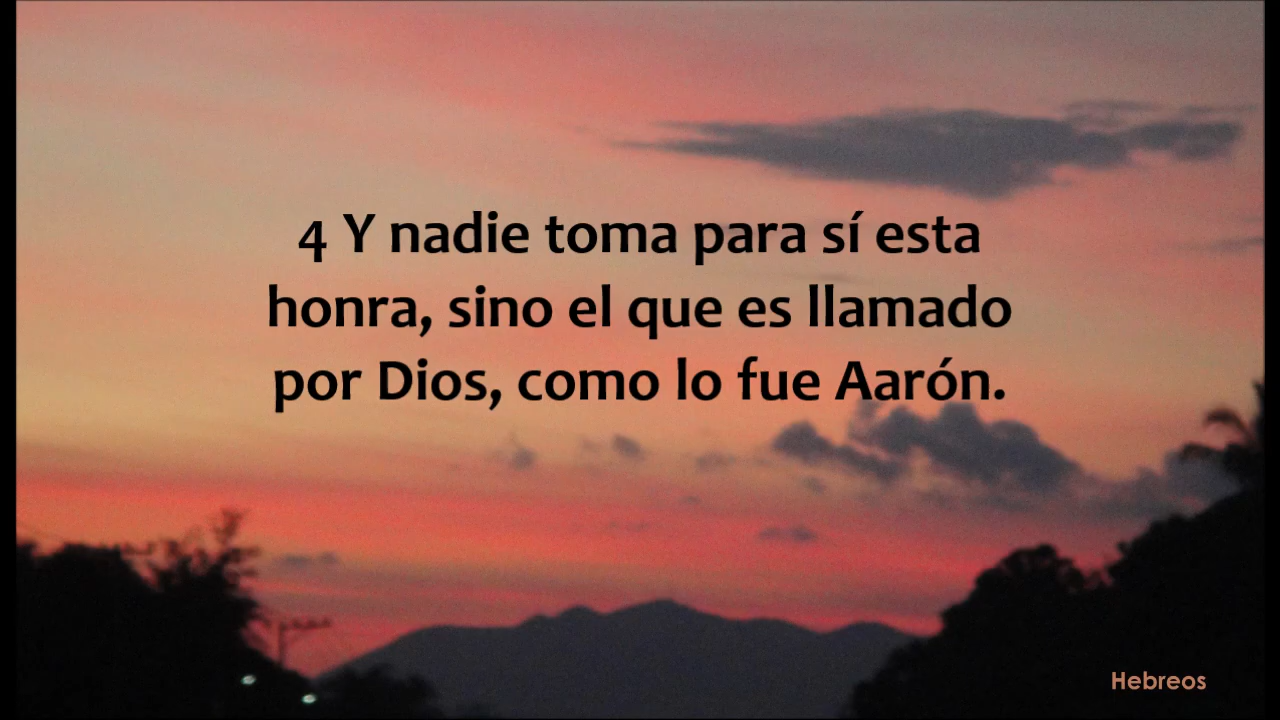 4 Y nadie toma para sí esta
honra, sino el que es llamado
por Dios, como lo fue Aarón.
Hebreos